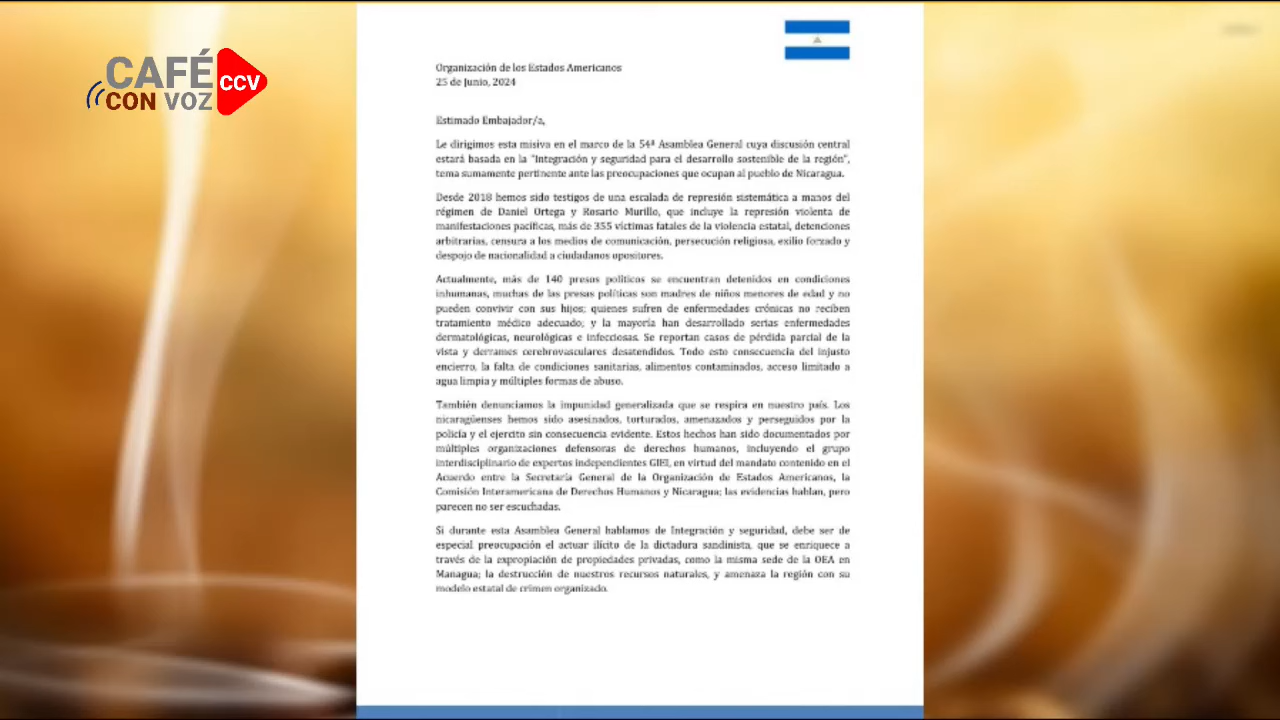 CAFÉ
CON VOZ
CCV
Organización de los Estados Americanos
25 de Junio, 2024
Estimado Embajador/a,
Le dirigimos esta misiva en el marco de la 54ª Asamblea General cuya discusión central
estará basada en la "Integración y seguridad para el desarrollo sostenible de la región",
tema sumamente pertinente ante las preocupaciones que ocupan al pueblo de Nicaragua.
Desde 2018 hemos sido testigos de una escalada de represión sistemática a manos del
régimen de Daniel Ortega y Rosario Murillo, que incluye la represión violenta de
manifestaciones pacíficas, más de 355 víctimas fatales de la violencia estatal, detenciones
arbitrarias, censura a los medios de comunicación, persecución religiosa, exilio forzado y
despojo de nacionalidad a ciudadanos opositores.
Actualmente, más de 140 presos políticos se encuentran detenidos en condiciones
inhumanas, muchas de las presas políticas son madres de niños menores de edad y no
pueden convivir con sus hijos; quienes sufren de enfermedades crónicas no reciben
tratamiento médico adecuado; y la mayoría han desarrollado serias enfermedades
dermatológicas, neurológicas e infecciosas. Se reportan casos de pérdida parcial de la
vista y derrames cerebrovasculares desatendidos. Todo esto consecuencia del injusto
encierro, la falta de condiciones sanitarias, alimentos contaminados, acceso limitado a
agua limpia y múltiples formas de abuso.
También denunciamos la impunidad generalizada que se respira en nuestro país. Los
nicaragüenses hemos sido asesinados, torturados, amenazados y perseguidos por la
policía y el ejercito sin consecuencia evidente. Estos hechos han sido documentados por
múltiples organizaciones defensoras de derechos humanos, incluyendo el grupo
interdisciplinario de expertos independientes GIEI, en virtud del mandato contenido en el
Acuerdo entre la Secretaría General de la Organización de Estados Americanos, la
Comisión Interamericana de Derechos Humanos y Nicaragua; las evidencias hablan, pero
parecen no ser escuchadas.
Si durante esta Asamblea General hablamos de Integración y seguridad, debe ser de
especial preocupación el actuar ilícito de la dictadura sandinista, que se enriquece a
través de la expropiación de propiedades privadas, como la misma sede de la OEA en
Managua; la destrucción de nuestros recursos naturales, y amenaza la región con su
modelo estatal de crimen organizado.